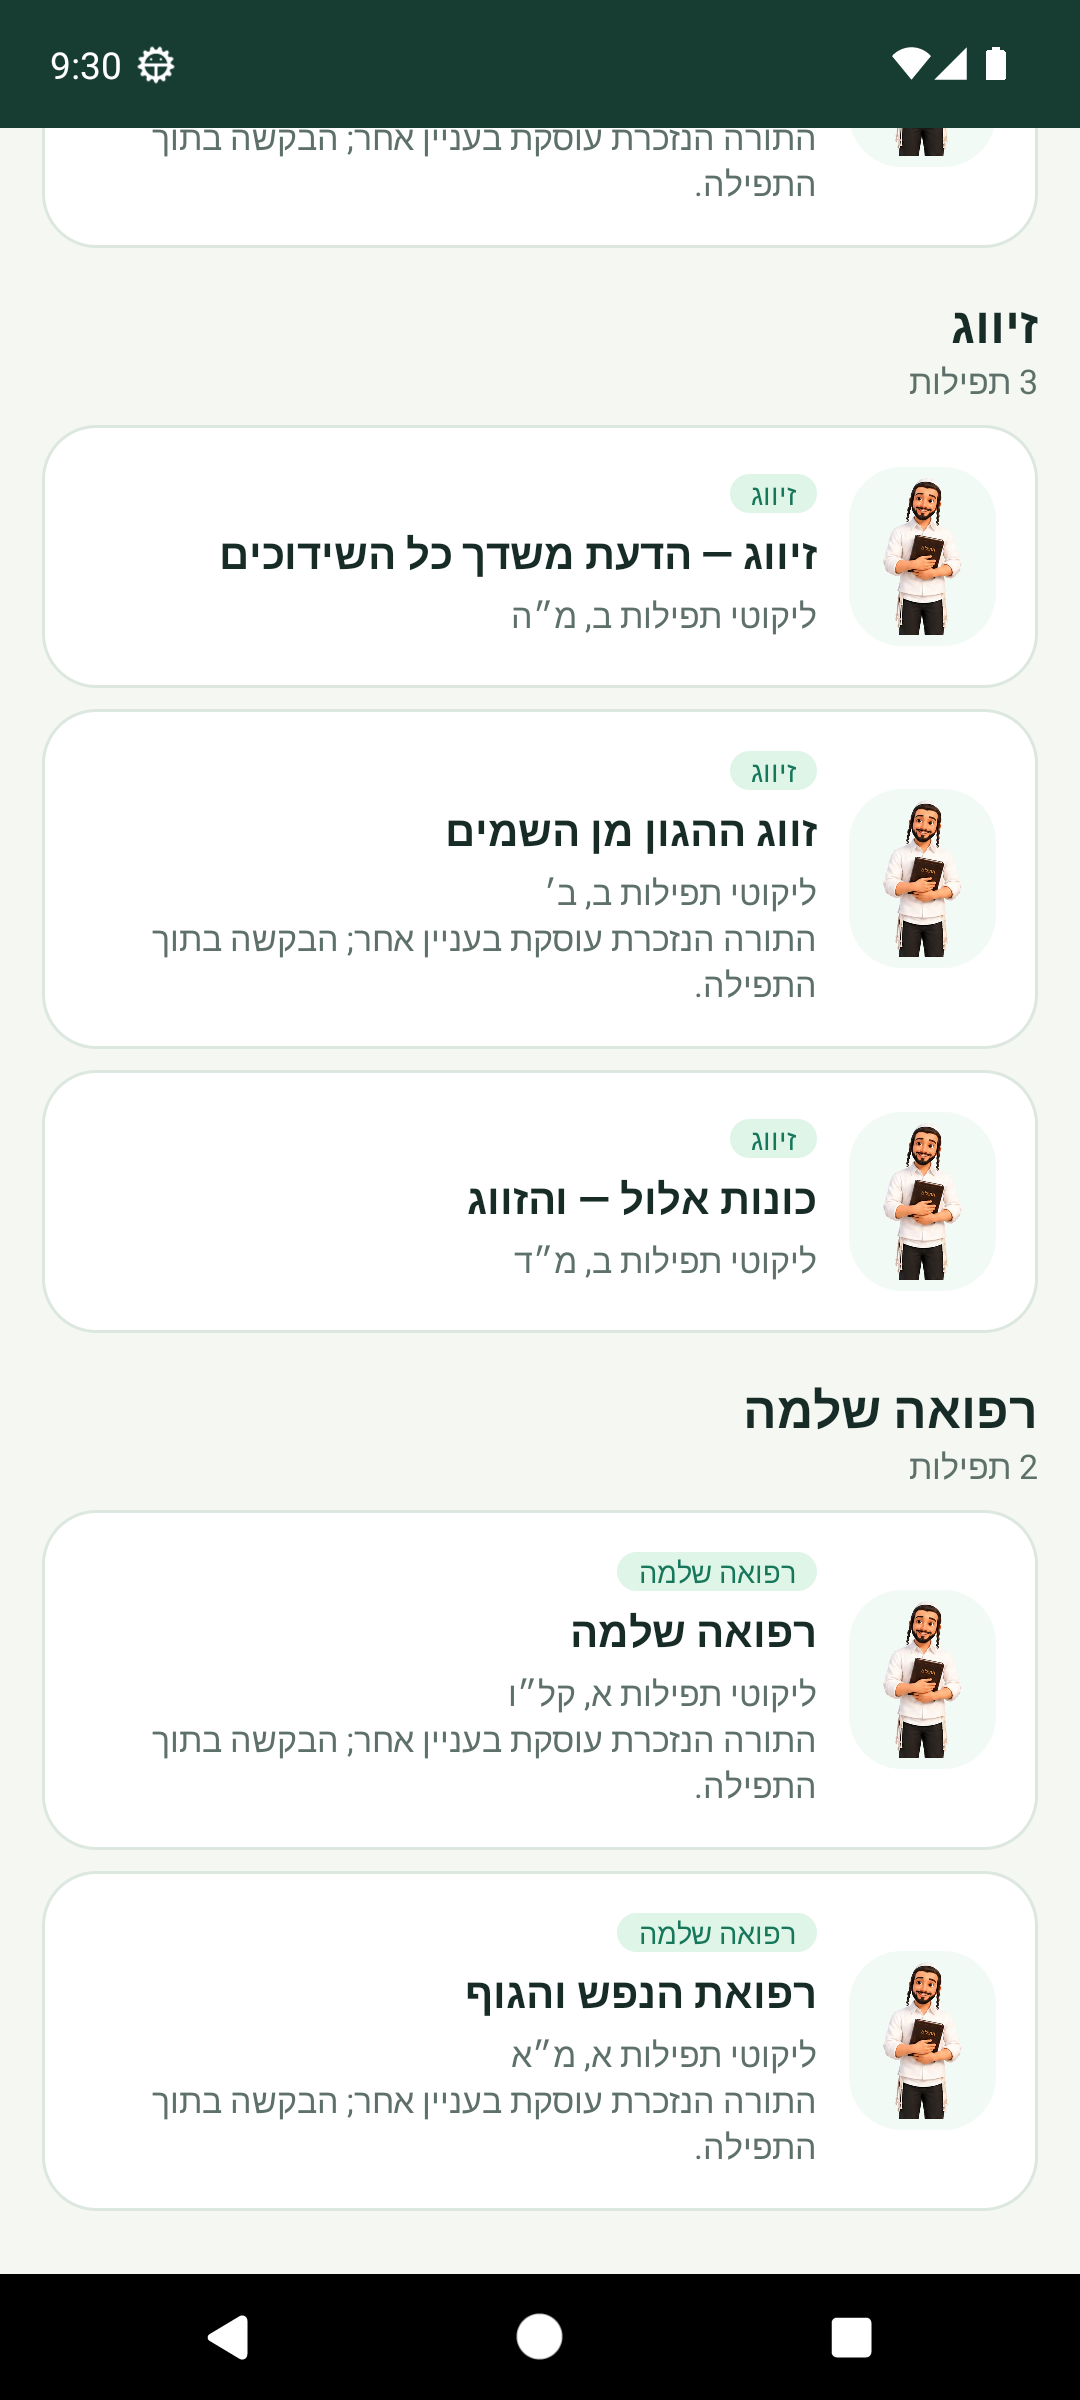 9:30
התורה הנזכרת עוסקת בעניין אחר; הבקשה בתוך
התפילה.
זיווג
3 תפילות
זיווג
זיווג – הדעת משדך כל השידוכים
ליקוטי תפילות ב, מ״ה
זיווג
זווג ההגון מן השמים
ליקוטי תפילות ב, ב׳
התורה הנזכרת עוסקת בעניין אחר; הבקשה בתוך
התפילה.
זיווג
כונות אלול – והזווג
ליקוטי תפילות ב, מ״ד
רפואה שלמה
2 תפילות
רפואה שלמה
רפואה שלמה
ליקוטי תפילות א, קל״ו
התורה הנזכרת עוסקת בעניין אחר; הבקשה בתוך
התפילה.
רפואה שלמה
רפואת הנפש והגוף
ליקוטי תפילות א, מ״א
התורה הנזכרת עוסקת בעניין אחר; הבקשה בתוך
התפילה.